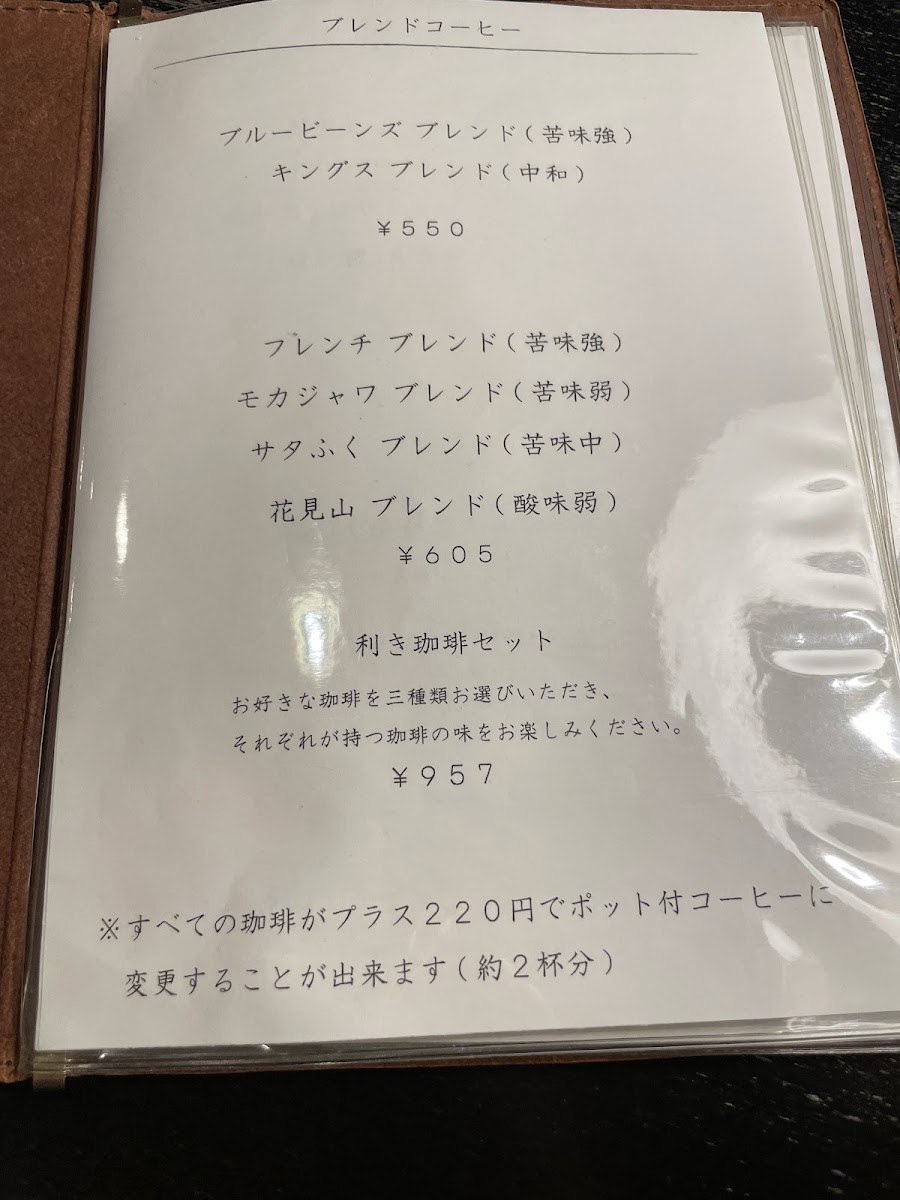 ブレンドコーヒー
ブルービーンズ ブレンド(苦味強)
キングス ブレンド(中和)
￥５５０
フレンチ ブレンド(苦味強)
モカジャワ ブレンド(苦味弱)
サタふく ブレンド(苦味中)
花見山 ブレンド(酸味弱)
￥６０５
利き珈琲セット
お好きな珈琲を三種類お選びいただき、
それぞれが持つ珈琲の味をお楽しみください。
￥９５７
※すべての珈琲がプラス２２０円でポット付コーヒーに
変更することが出来ます(約２杯分)